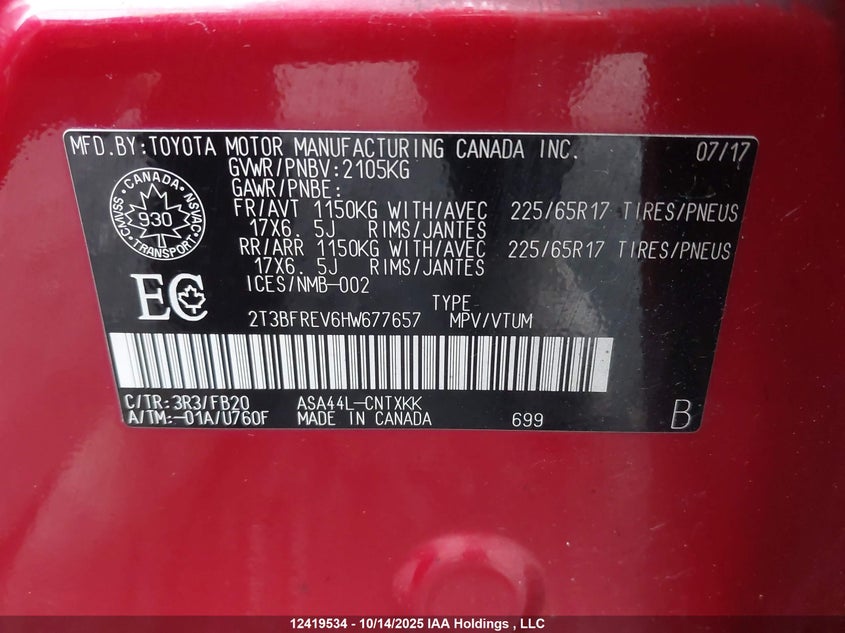 MFD.BY:TOYOTA MOTOR MANUFACTURING CANADA INC. 07/17
GVWR/PNBV:2105KG
GAWR/PNBE:
FR/AVT 1150KG WITH/AVEC 225/65R17 TIRES/PNEUS
17X6. 5J RIMS/JANTES
RR/ARR 1150KG WITH/AVEC 225/65R17 TIRES/PNEUS
17X6. 5J RIMS/JANTES
ICES/NMB-002
CANADA
CMVSS 930 NSVAC
TRANSPORT
EC
TYPE
2T3BFREV6HW677657 MPV/VTUM
C/TR:3R3/FB20 ASA44L-CNTXKK
A/TM:-01A/U760F MADE IN CANADA 699 B
12419534 - 10/14/2025 IAA Holdings , LLC